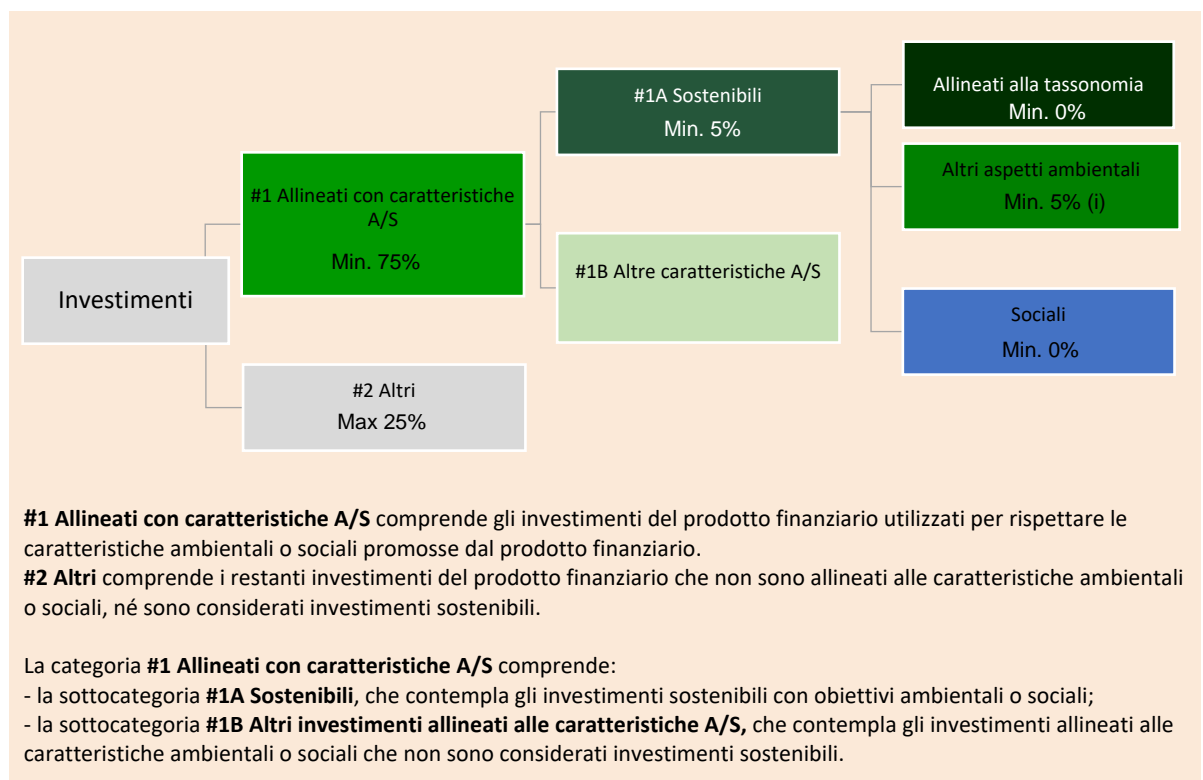 Investimenti
#1 Allineati con caratteristiche
A/S
Min. 75%
#2 Altri
Max 25%
#1A Sostenibili
Min. 5%
#1B Altre caratteristiche A/S
Allineati alla tassonomia
Min. 0%
Altri aspetti ambientali
Min. 5% (i)
Sociali
Min. 0%
#1 Allineati con caratteristiche A/S comprende gli investimenti del prodotto finanziario utilizzati per rispettare le
caratteristiche ambientali o sociali promosse dal prodotto finanziario.
#2 Altri comprende i restanti investimenti del prodotto finanziario che non sono allineati alle caratteristiche ambientali
o sociali, né sono considerati investimenti sostenibili.
La categoria #1 Allineati con caratteristiche A/S comprende:
- la sottocategoria #1A Sostenibili, che contempla gli investimenti sostenibili con obiettivi ambientali o sociali;
- la sottocategoria #1B Altri investimenti allineati alle caratteristiche A/S, che contempla gli investimenti allineati alle
caratteristiche ambientali o sociali che non sono considerati investimenti sostenibili.